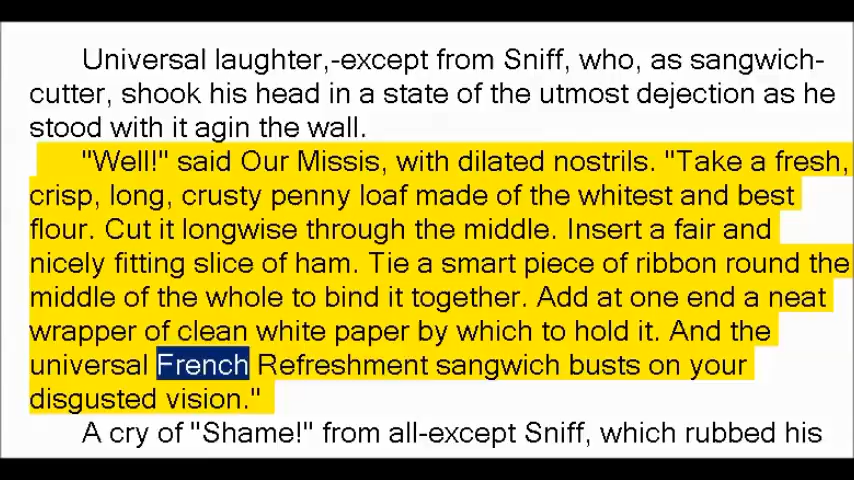 Universal laughter,-except from Sniff, who, as sangwich-
cutter, shook his head in a state of the utmost dejection as he
stood with it agin the wall.
"Well!" said Our Missis, with dilated nostrils. "Take a fresh,
crisp, long, crusty penny loaf made of the whitest and best
flour. Cut it longwise through the middle. Insert a fair and
nicely fitting slice of ham. Tie a smart piece of ribbon round the
middle of the whole to bind it together. Add at one end a neat
wrapper of clean white paper by which to hold it. And the
universal French Refreshment sangwich busts on your
disgusted vision."
A cry of "Shame!" from all-except Sniff, which rubbed his